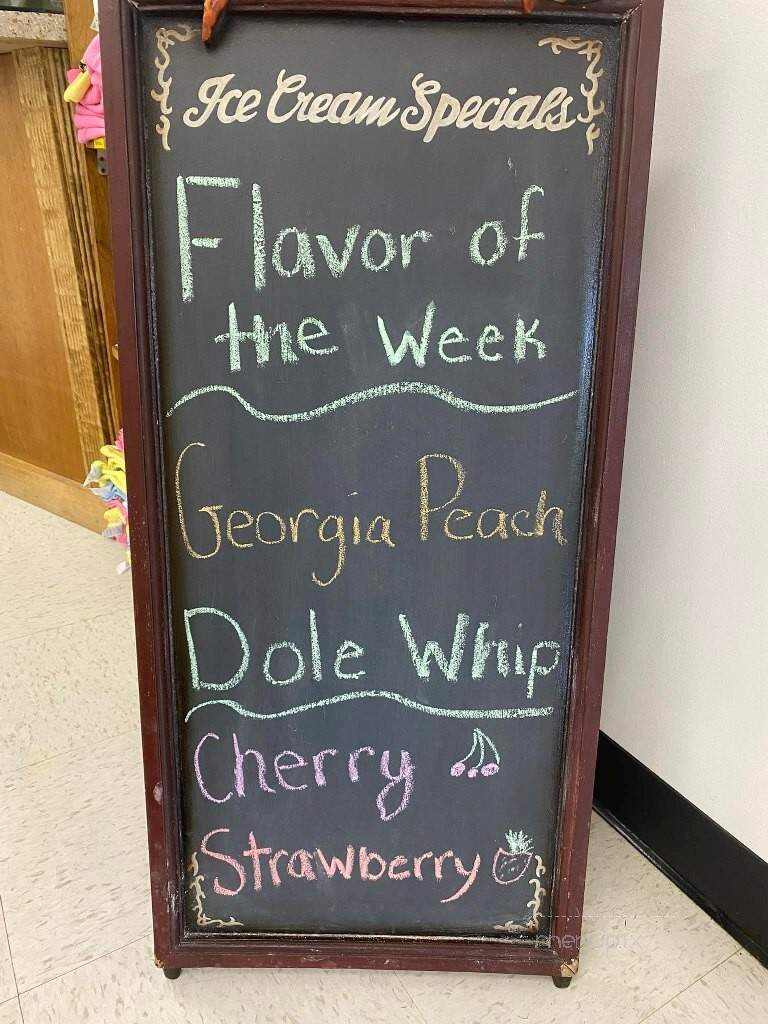 Ice Cream Specials
Flavor of
the Week
Georgia Peach
Dole Whip
Cherry
Strawberry